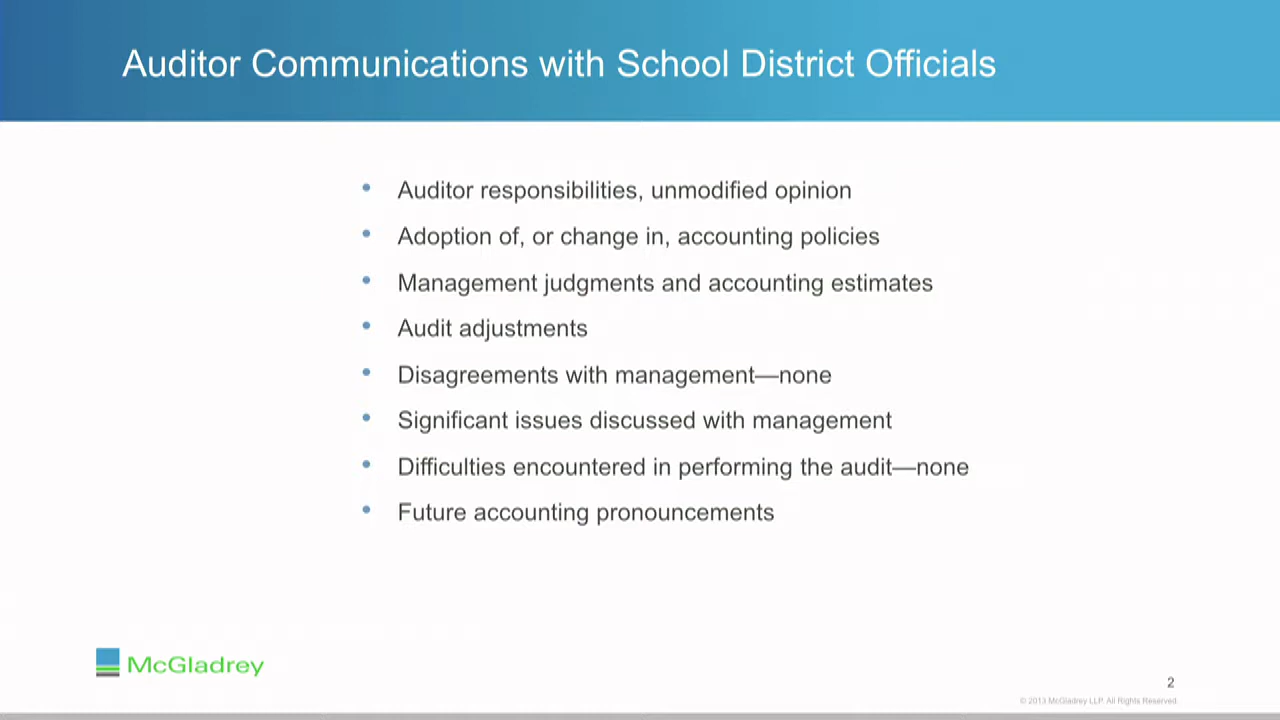 Auditor Communications with School District Officials
• Auditor responsibilities, unmodified opinion
• Adoption of, or change in, accounting policies
• Management judgments and accounting estimates
• Audit adjustments
• Disagreements with management—none
• Significant issues discussed with management
• Difficulties encountered in performing the audit—none
• Future accounting pronouncements
McGladrey
2
© 2013 McGladrey LLP. All Rights Reserved.